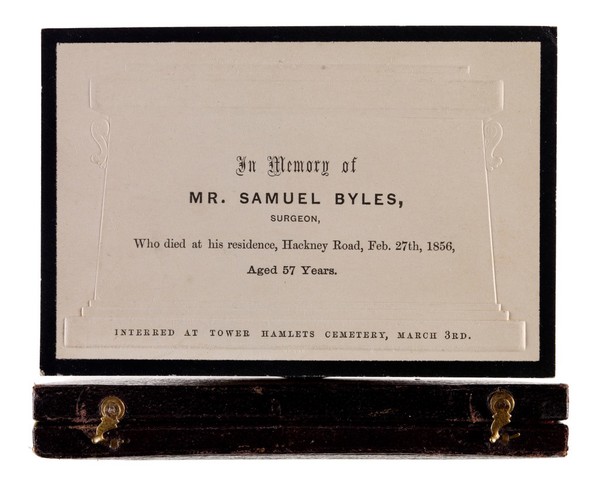 In Memory of
MR. SAMUEL BYLES,
SURGEON,
Who died at his residence, Hackney Road, Feb. 27th, 1856,
Aged 57 Years.
INTERRED AT TOWER HAMLETS CEMETERY, MARCH 3RD.